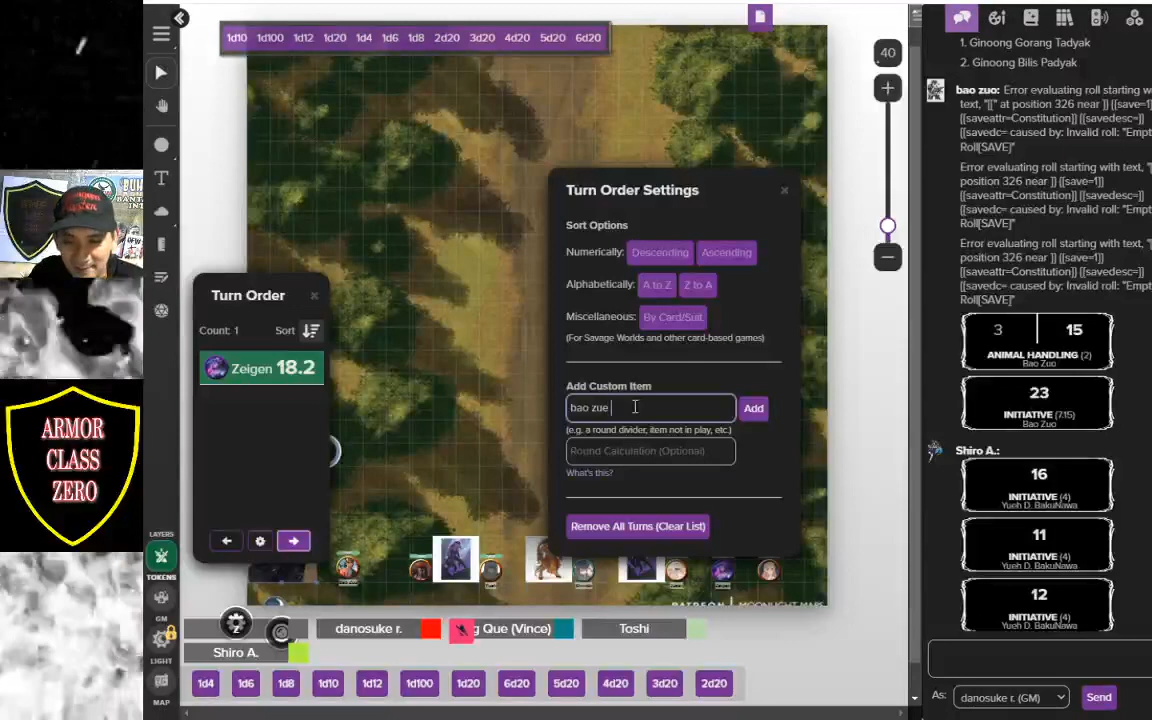 1d10 1d100 1d12 1d20 1d4 1d6 1d8 2d20 3d20 4d20 5d20 6d20
40
1. Ginoong Gorang Tadyak
2. Ginoong Bilis Padyak
bao zuo: Error evaluating roll starting w
text, "[[" at position 326 near ]} {{save=1}
{{saveattr=Constitution}} {{savedesc=}}
{{savedc= caused by: Invalid roll: "Empt
Roll[SAVE]"
Error evaluating roll starting with text, "[
position 326 near ]} {{save=1}}
{{saveattr=Constitution}} {{savedesc=}}
{{savedc= caused by: Invalid roll: "Empt
Roll[SAVE]"
Error evaluating roll starting with text, "[
position 326 near ]} {{save=1}}
{{saveattr=Constitution}} {{savedesc=}}
{{savedc= caused by: Invalid roll: "Empt
Roll[SAVE]"
3 15
ANIMAL HANDLING (2)
Bao Zuo
23
INITIATIVE (7.15)
Bao Zuo
Shiro A.:
16
INITIATIVE (4)
Yueh D. BakuNawa
11
INITIATIVE (4)
Yueh D. BakuNawa
12
INITIATIVE (4)
Yueh D. BakuNawa
As: danosuke r. (GM) Send
Turn Order Settings
Sort Options
Numerically: Descending Ascending
Alphabetically: A to Z Z to A
Miscellaneous: By Card/Suit
(For Savage Worlds and other card-based games)
Add Custom Item
bao zue Add
(e.g. a round divider, item not in play, etc.)
Round Calculation (Optional)
What's this?
Remove All Turns (Clear List)
Turn Order
Count: 1 Sort
Zeigen 18.2
ARMOR
CLASS
ZERO
LAYERS
TOKENS
GM
LIGHT
MAP
PATREON | MOONLIGHT MAPS
danosuke r. g Que (Vince) Toshi
Shiro A.
1d4 1d6 1d8 1d10 1d12 1d100 1d20 6d20 5d20 4d20 3d20 2d20